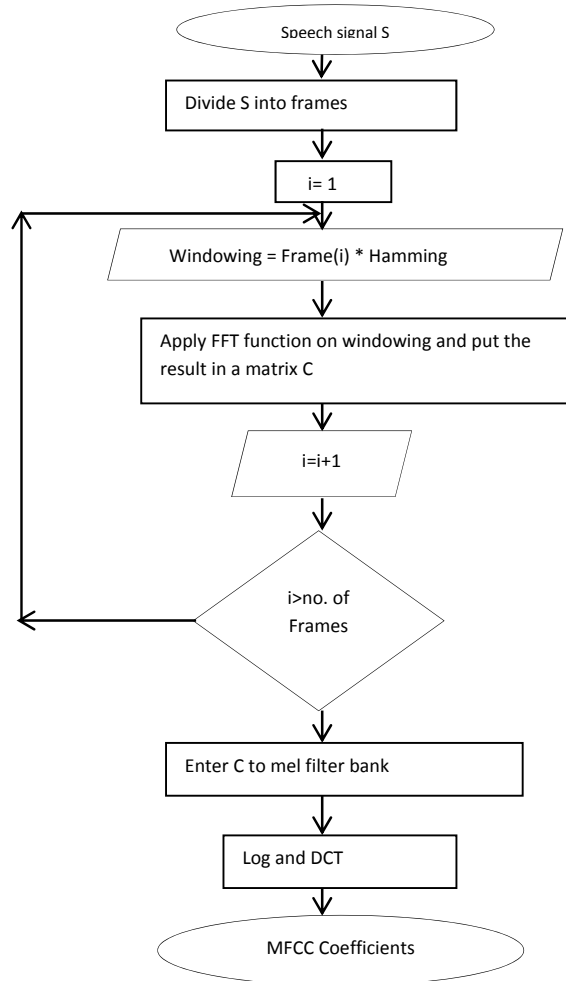 Speech signal S
Divide S into frames
i= 1
Windowing = Frame(i) * Hamming
Apply FFT function on windowing and put the
result in a matrix C
i=i+1
i>no. of
Frames
Enter C to mel filter bank
Log and DCT
MFCC Coefficients